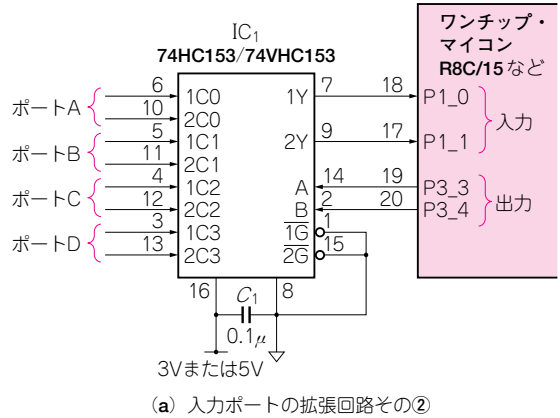 IC1
74HC153/74VHC153
ワンチップ・
マイコン
R8C/15など
ポートA
6
10
1C0
2C0
1Y
7
18
P1_0
ポートB
5
11
1C1
2C1
2Y
9
17
P1_1
入力
ポートC
4
12
1C2
2C2
A
14
19
P3_3
B
2
20
P3_4
出力
ポートD
3
13
1C3
2C3
1G
1
2G
15
16
C1
0.1μ
8
3Vまたは5V
(a) 入力ポートの拡張回路その②